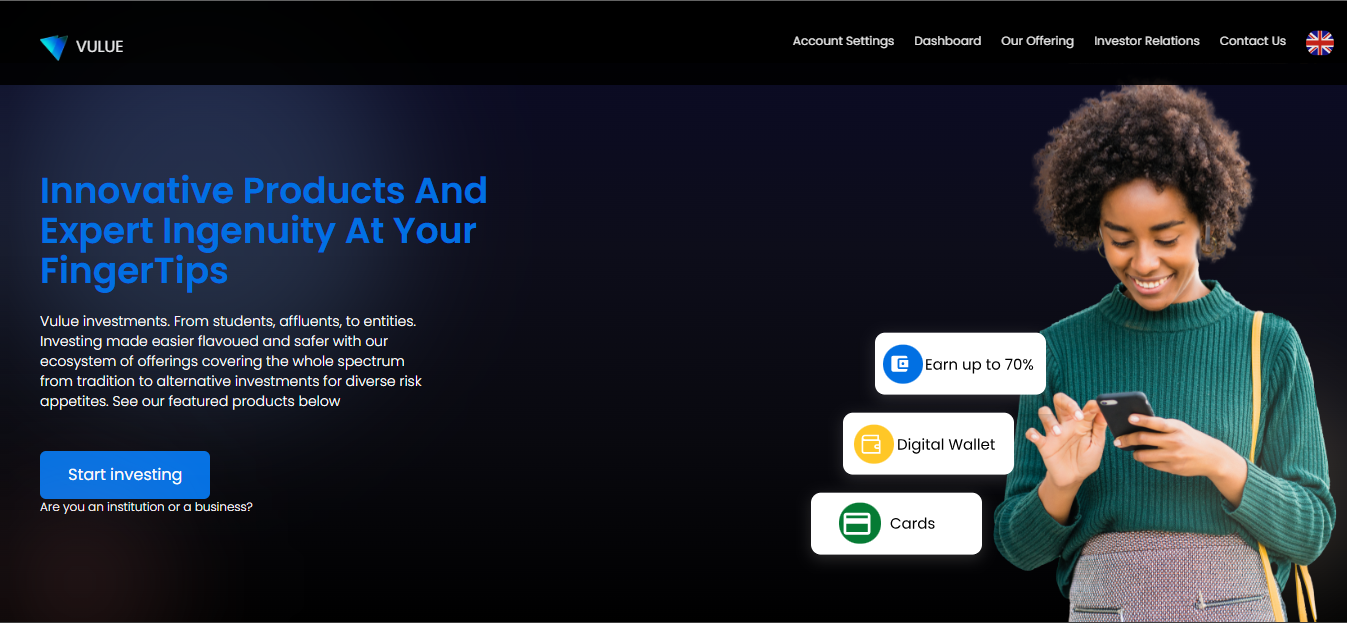 VULUE
Account Settings Dashboard Our Offering Investor Relations Contact Us
Innovative Products And
Expert Ingenuity At Your
FingerTips
Vulue investments. From students, affluents, to entities.
Investing made easier flavoued and safer with our
ecosystem of offerings covering the whole spectrum
from tradition to alternative investments for diverse risk
appetites. See our featured products below
Start investing
Are you an institution or a business?
Earn up to 70%
Digital Wallet
Cards